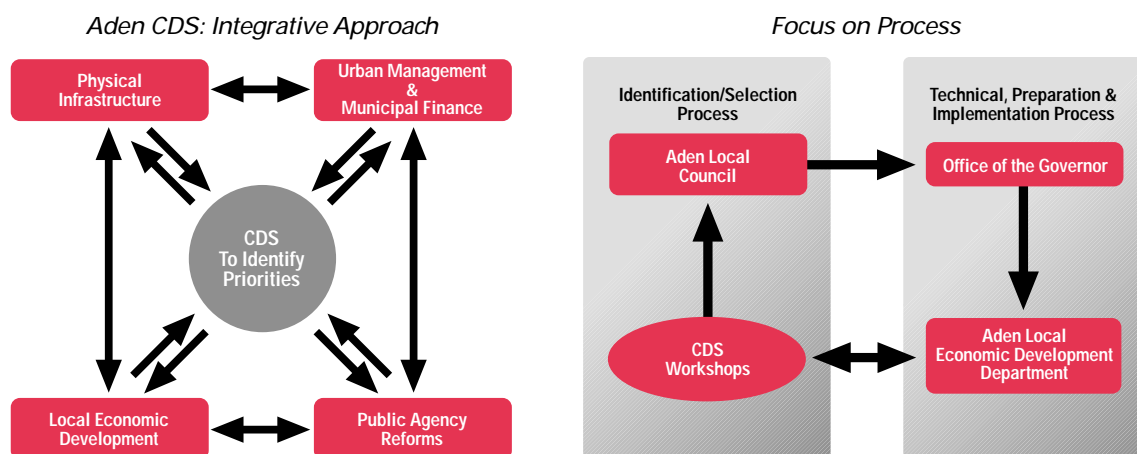 Aden CDS: Integrative Approach
Physical
Infrastructure
Urban Management
&
Municipal Finance
CDS
To Identify
Priorities
Local Economic
Development
Public Agency
Reforms
Focus on Process
Identification/Selection
Process
Aden Local
Council
CDS
Workshops
Technical, Preparation &
Implementation Process
Office of the Governor
Aden Local
Economic Development
Department